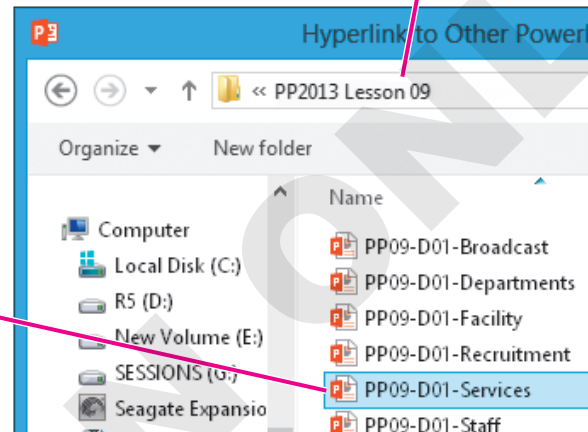 Hyperlink to Other Power
« PP2013 Lesson 09
Organize New folder
Name
Computer
Local Disk (C:)
R5 (D:)
New Volume (E:)
SESSIONS (G:)
Seagate Expansio
PP09-D01-Broadcast
PP09-D01-Departments
PP09-D01-Facility
PP09-D01-Recruitment
PP09-D01-Services
PP09-D01-Staff